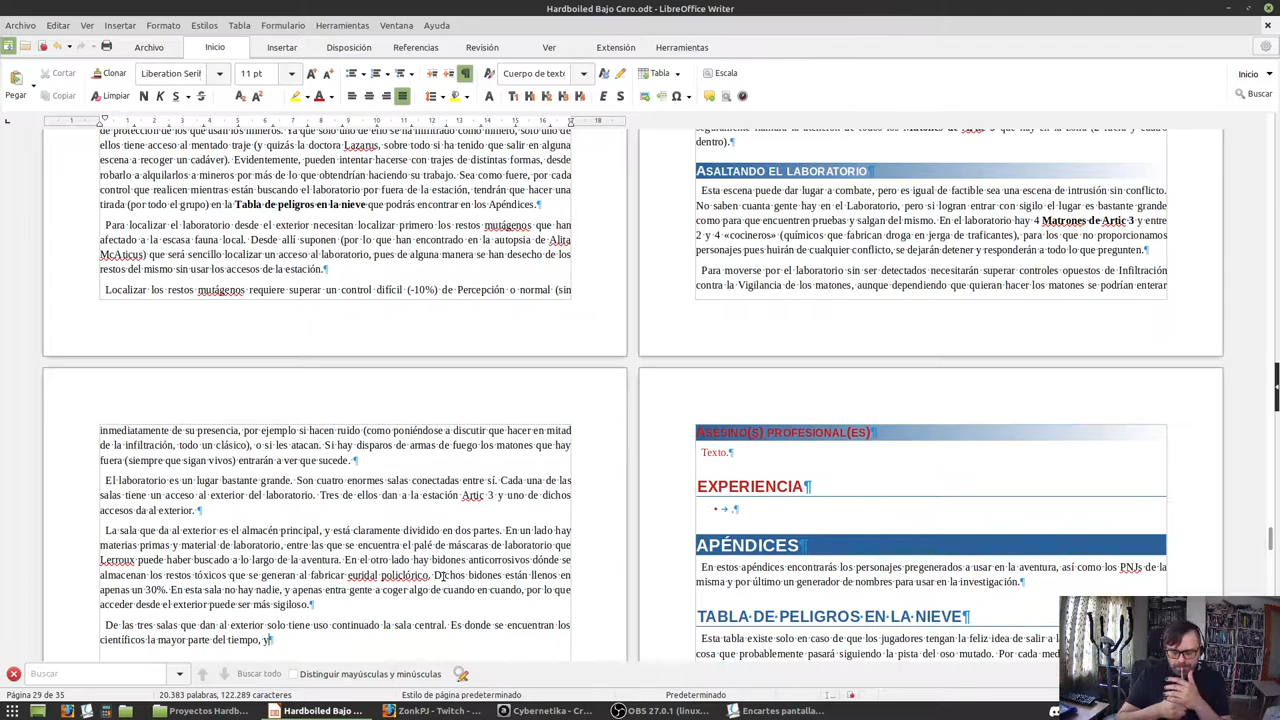 Hardboiled Bajo Cero.odt - LibreOffice Writer
Archivo Editar Ver Insertar Formato Estilos Tabla Formulario Herramientas Ventana Ayuda
Archivo Inicio Insertar Disposición Referencias Revisión Ver Extensión Herramientas
Cortar Clonar Liberation Serif 11 pt Cuerpo de texto Tabla Escala Inicio
Pegar Copiar Limpiar Buscar
18
de protección de los que usan los mineros. Ya que solo uno de ello se ha infiltrado como minero, solo uno de
ellos tiene acceso al mentado traje (y quizás la doctora Lazarus, sobre todo si ha tenido que salir en alguna
escena a recoger un cadáver). Evidentemente, pueden intentar hacerse con trajes de distintas formas, desde
robarlo a alquilarlos a mineros por más de lo que obtendrían haciendo su trabajo. Sea como fuere, por cada
control que realicen mientras están buscando el laboratorio por fuera de la estación, tendrán que hacer una
tirada (por todo el grupo) en la Tabla de peligros en la nieve que podrás encontrar en los Apéndices.¶
Para localizar el laboratorio desde el exterior necesitan localizar primero los restos mutágenos que han
afectado a la escasa fauna local. Desde allí suponen (por lo que han encontrado en la autopsia de Alita
McAticus) que será sencillo localizar un acceso al laboratorio, pues de alguna manera se han desecho de los
restos del mismo sin usar los accesos de la estación.¶
Localizar los restos mutágenos requiere superar un control difícil (-10%) de Percepción o normal (sin
dentro).¶
ASALTANDO EL LABORATORIO¶
Esta escena puede dar lugar a combate, pero es igual de factible sea una escena de intrusión sin conflicto.
No saben cuanta gente hay en el Laboratorio, pero si logran entrar con sigilo el lugar es bastante grande
como para que encuentren pruebas y salgan del mismo. En el laboratorio hay 4 Matrones de Artic 3 y entre
2 y 4 «cocineros» (químicos que fabrican droga en jerga de traficantes), para los que no proporcionamos
personajes pues huirán de cualquier conflicto, se dejarán detener y responderán a todo lo que pregunten.¶
Para moverse por el laboratorio sin ser detectados necesitarán superar controles opuestos de Infiltración
contra la Vigilancia de los matones, aunque dependiendo que quieran hacer los matones se podrían enterar
inmediatamente de su presencia, por ejemplo si hacen ruido (como poniéndose a discutir que hacer en mitad
de la infiltración, todo un clásico), o si les atacan. Si hay disparos de armas de fuego los matones que hay
fuera (siempre que sigan vivos) entrarán a ver que sucede. ¶
El laboratorio es un lugar bastante grande. Son cuatro enormes salas conectadas entre sí. Cada una de las
salas tiene un acceso al exterior del laboratorio. Tres de ellos dan a la estación Artic 3 y uno de dichos
accesos da al exterior. ¶
La sala que da al exterior es el almacén principal, y está claramente dividido en dos partes. En un lado hay
materias primas y material de laboratorio, entre las que se encuentra el palé de máscaras de laboratorio que
Lerroux puede haber buscado a lo largo de la aventura. En el otro lado hay bidones anticorrosivos dónde se
almacenan los restos tóxicos que se generan al fabricar euridal policlórico. Dichos bidones están llenos en
apenas un 30%. En esta sala no hay nadie, y apenas entra gente a coger algo de cuando en cuando, por lo que
acceder desde el exterior puede ser más sigiloso.¶
De las tres salas que dan al exterior solo tiene uso continuado la sala central. Es donde se encuentran los
científicos la mayor parte del tiempo, y¶
ASESINO(S) PROFESIONAL(ES)¶
Texto.¶
EXPERIENCIA¶
• → .¶
APÉNDICES¶
En estos apéndices encontrarás los personajes pregenerados a usar en la aventura, así como los PNJs de la
misma y por último un generador de nombres para usar en la investigación.¶
TABLA DE PELIGROS EN LA NIEVE¶
Esta tabla existe solo en caso de que los jugadores tengan la feliz idea de salir a l
cosa que probablemente pasará siguiendo la pista del oso mutado. Por cada med
Buscar Buscar todo Distinguir mayúsculas y minúsculas
Página 29 de 35 20.383 palabras, 122.289 caracteres Estilo de página predeterminado Predeterminado
Proyectos Hardb... Hardboiled Bajo ... ZonkPJ - Twitch - ... Cybernetika - Cr... OBS 27.0.1 (linux... Encartes pantalla...